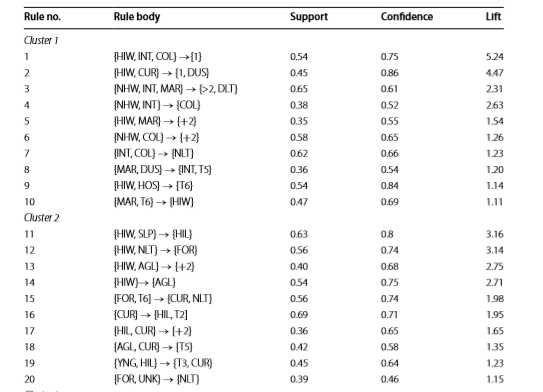 Rule no. Rule body Support Confidence Lift
Cluster 1
1 {HIW, INT, COL} →{1} 0.54 0.75 5.24
2 {HIW, CUR} → {1, DUS} 0.45 0.86 4.47
3 {NHW, INT, MAR} → {>2, DLT} 0.65 0.61 2.31
4 {NHW, INT} → {COL} 0.38 0.52 2.63
5 {HIW, MAR} → {+2} 0.35 0.55 1.54
6 {NHW, COL} → {+2} 0.58 0.65 1.26
7 {INT, COL} → {NLT} 0.62 0.66 1.23
8 {MAR, DUS} → {INT, T5} 0.36 0.54 1.20
9 {HIW, HOS} → {T6} 0.54 0.84 1.14
10 {MAR, T6} → {HIW} 0.47 0.69 1.11
Cluster 2
11 {HIW, SLP} → {HIL} 0.63 0.8 3.16
12 {HIW, NLT} → {FOR} 0.56 0.74 3.14
13 {HIW, AGL} → {+2} 0.40 0.68 2.75
14 {HIW}→ {AGL} 0.54 0.75 2.71
15 {FOR, T6] → {CUR, NLT} 0.56 0.74 1.98
16 {CUR} → {HIL, T2] 0.69 0.71 1.95
17 {HIL, CUR} → {+2} 0.36 0.65 1.65
18 {AGL, CUR} → {T5} 0.42 0.58 1.35
19 {YNG, HIL} → {T3, CUR} 0.45 0.64 1.23
20 {FOR, UNK} → {NLT} 0.39 0.46 1.15